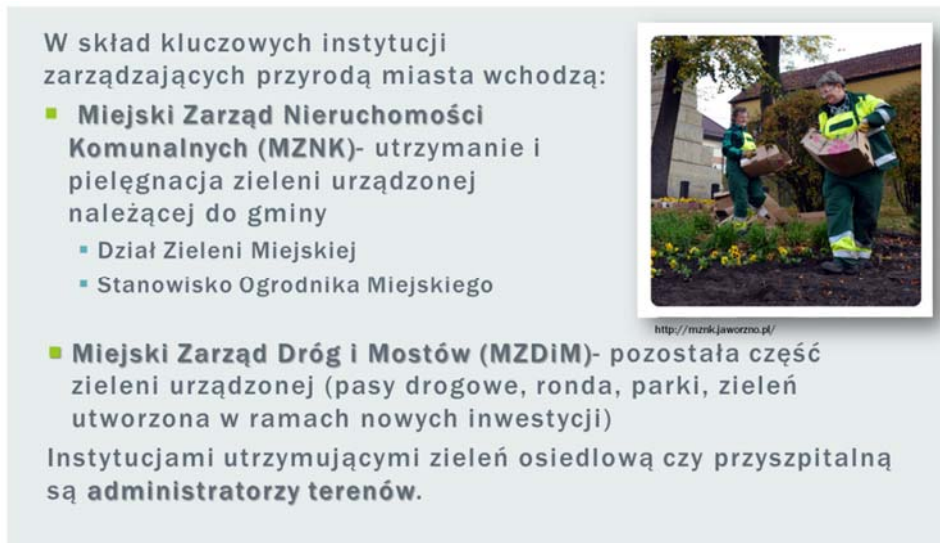 W skład kluczowych instytucji
zarządzających przyrodą miasta wchodzą:
Miejski Zarząd Nieruchomości
Komunalnych (MZNK)- utrzymanie i
pielęgnacja zieleni urządzonej
należącej do gminy
Dział Zieleni Miejskiej
Stanowisko Ogrodnika Miejskiego
http://mznk.jaworzno.pl/
Miejski Zarząd Dróg i Mostów (MZDiM)- pozostała część
zieleni urządzonej (pasy drogowe, ronda, parki, zieleń
utworzona w ramach nowych inwestycji)
Instytucjami utrzymującymi zieleń osiedlową czy przyszpitalną
są administratorzy terenów.